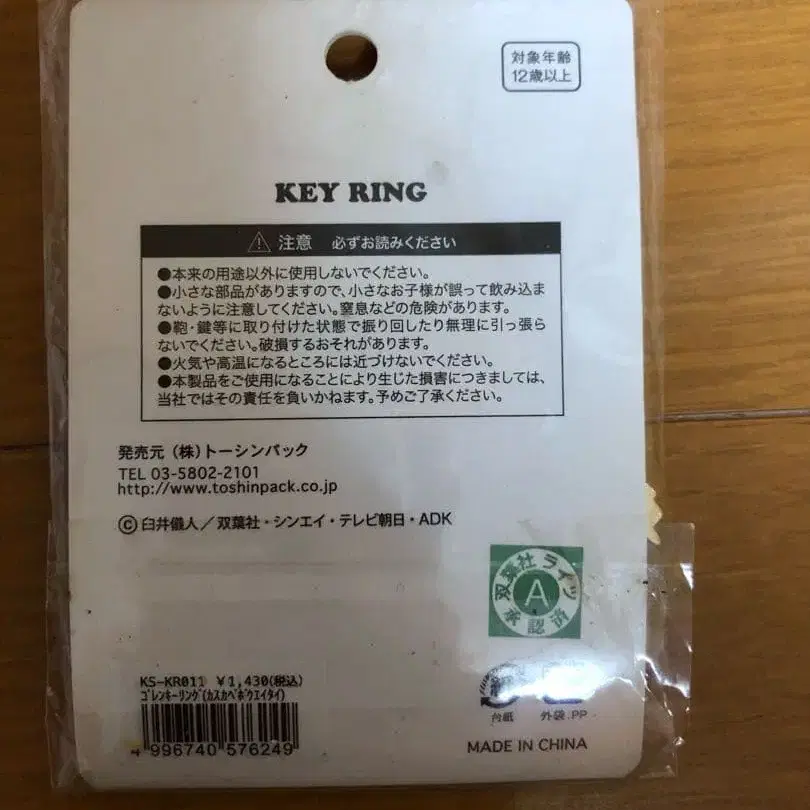 対象年齢
12歳以上
KEY RING
注意 必ずお読みください
●本来の用途以外に使用しないでください。
●小さな部品がありますので、小さなお子様が誤って飲み込ま
ないように注意してください。窒息などの危険があります。
●鞄・鍵等に取り付けた状態で振り回したり無理に引っ張ら
ないでください。破損するおそれがあります。
●火気や高温になるところには近づけないでください。
●本製品をご使用になることにより生じた損害につきましては、
当社ではその責任を負いかねます。予めご了承ください。
発売元 (株)トーシンパック
TEL 03-5802-2101
http://www.toshinpack.co.jp
©臼井儀人/双葉社・シンエイ・テレビ朝日・ADK
双葉社ライツ
A
承認済
KS-KR011 ¥1,430(税込)
ゴレンキーリング(カスカベボウエイタイ)
4 996740 576249
台紙
外袋:PP
MADE IN CHINA